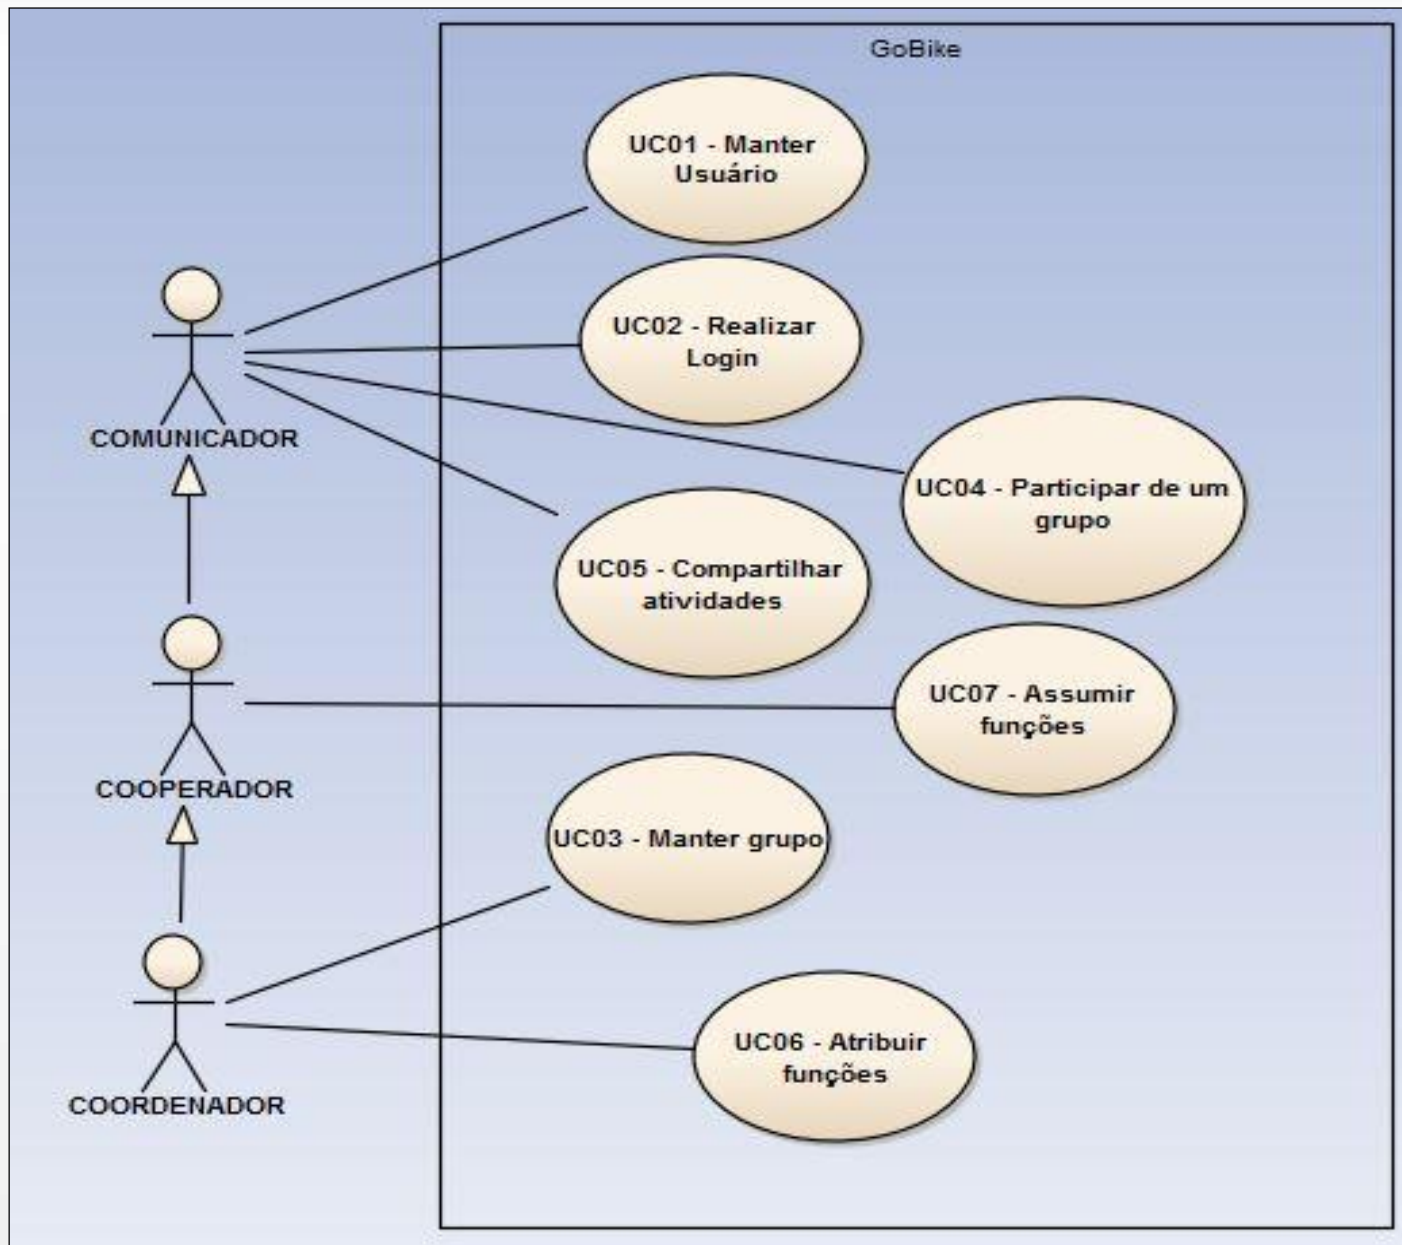 GoBike
UC01 - Manter
Usuário
UC02 - Realizar
Login
COMUNICADOR
UC04 - Participar de um
grupo
UC05 - Compartilhar
atividades
UC07 - Assumir
funções
COOPERADOR
UC03 - Manter grupo
UC06 - Atribuir
funções
COORDENADOR